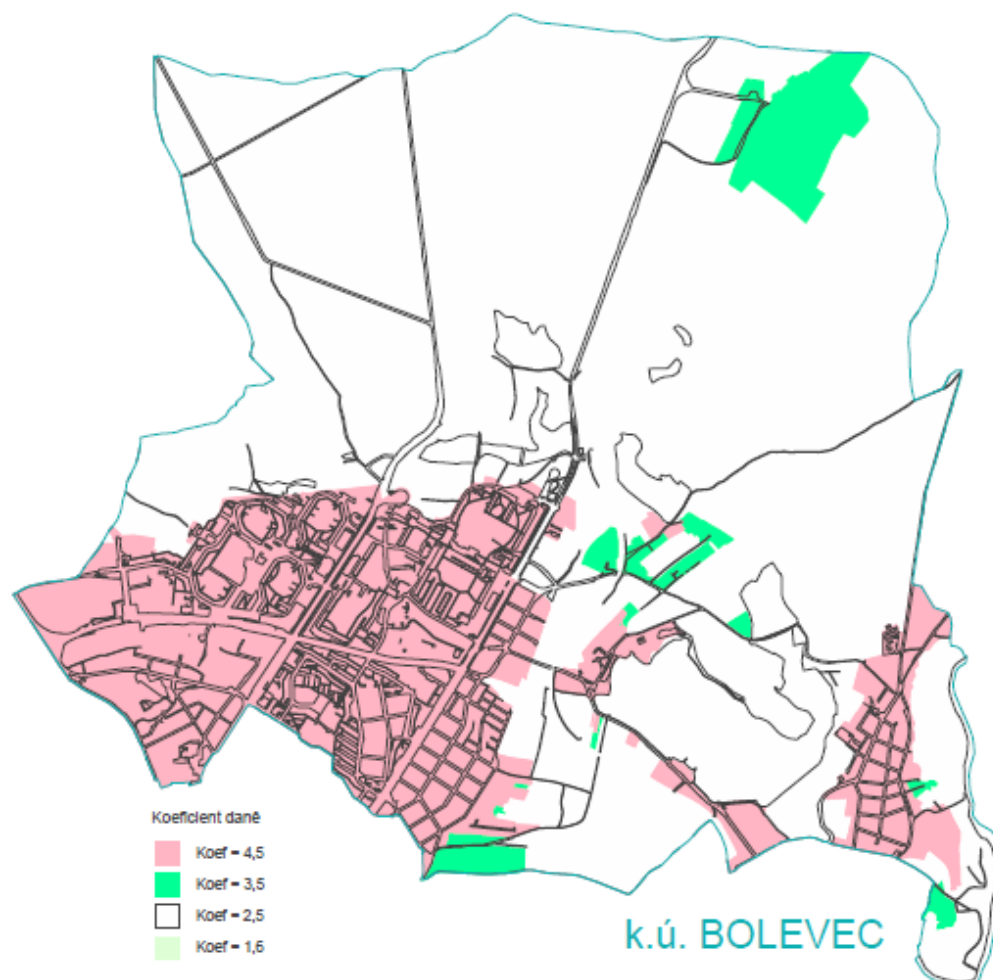 Koeficient daně
Koef = 4,5
Koef = 3,5
Koef = 2,5
Koef = 1,6
k.ú. BOLEVEC